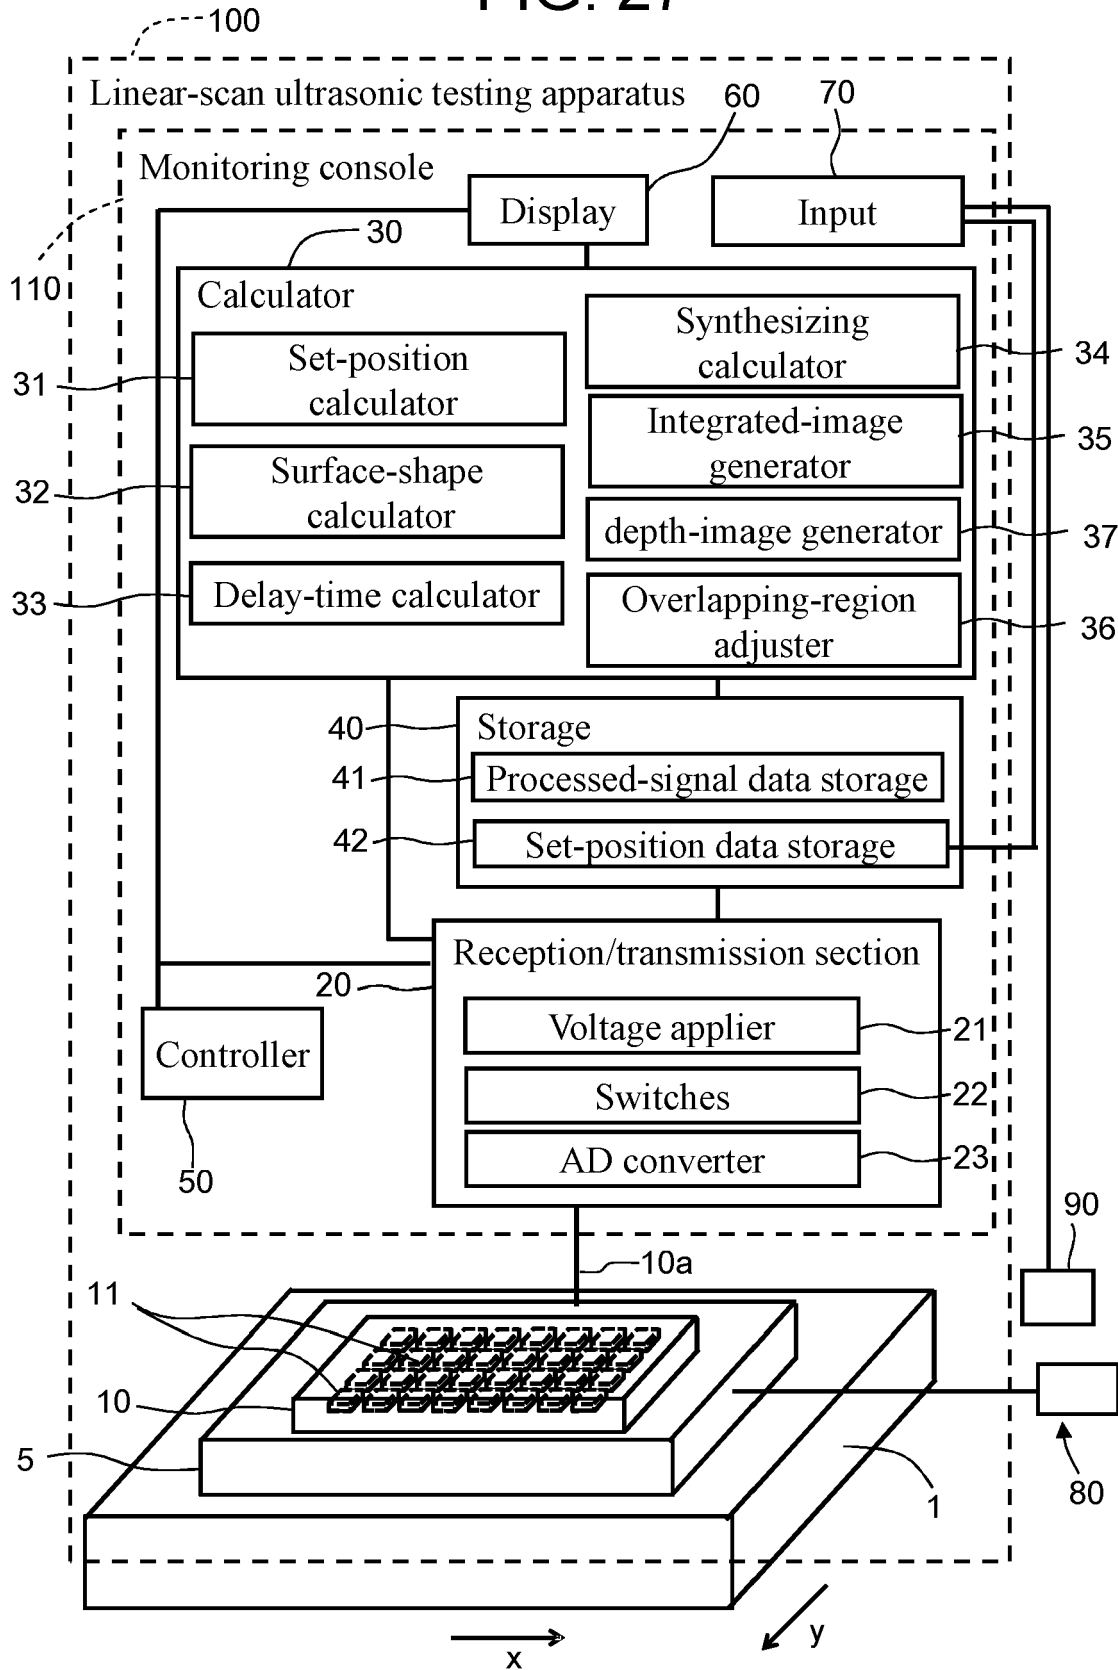 FIG. 27
100
Linear-scan ultrasonic testing apparatus
60
70
Monitoring console
Display
Input
30
110
Calculator
Synthesizing
calculator
34
Set-position
calculator
31
Integrated-image
generator
35
Surface-shape
calculator
32
depth-image generator
37
Delay-time calculator
33
Overlapping-region
adjuster
36
40
Storage
41
Processed-signal data storage
42
Set-position data storage
Reception/transmission section
20
Voltage applier
21
Controller
Switches
22
AD converter
23
50
90
10a
11
10
5
80
1
y
x